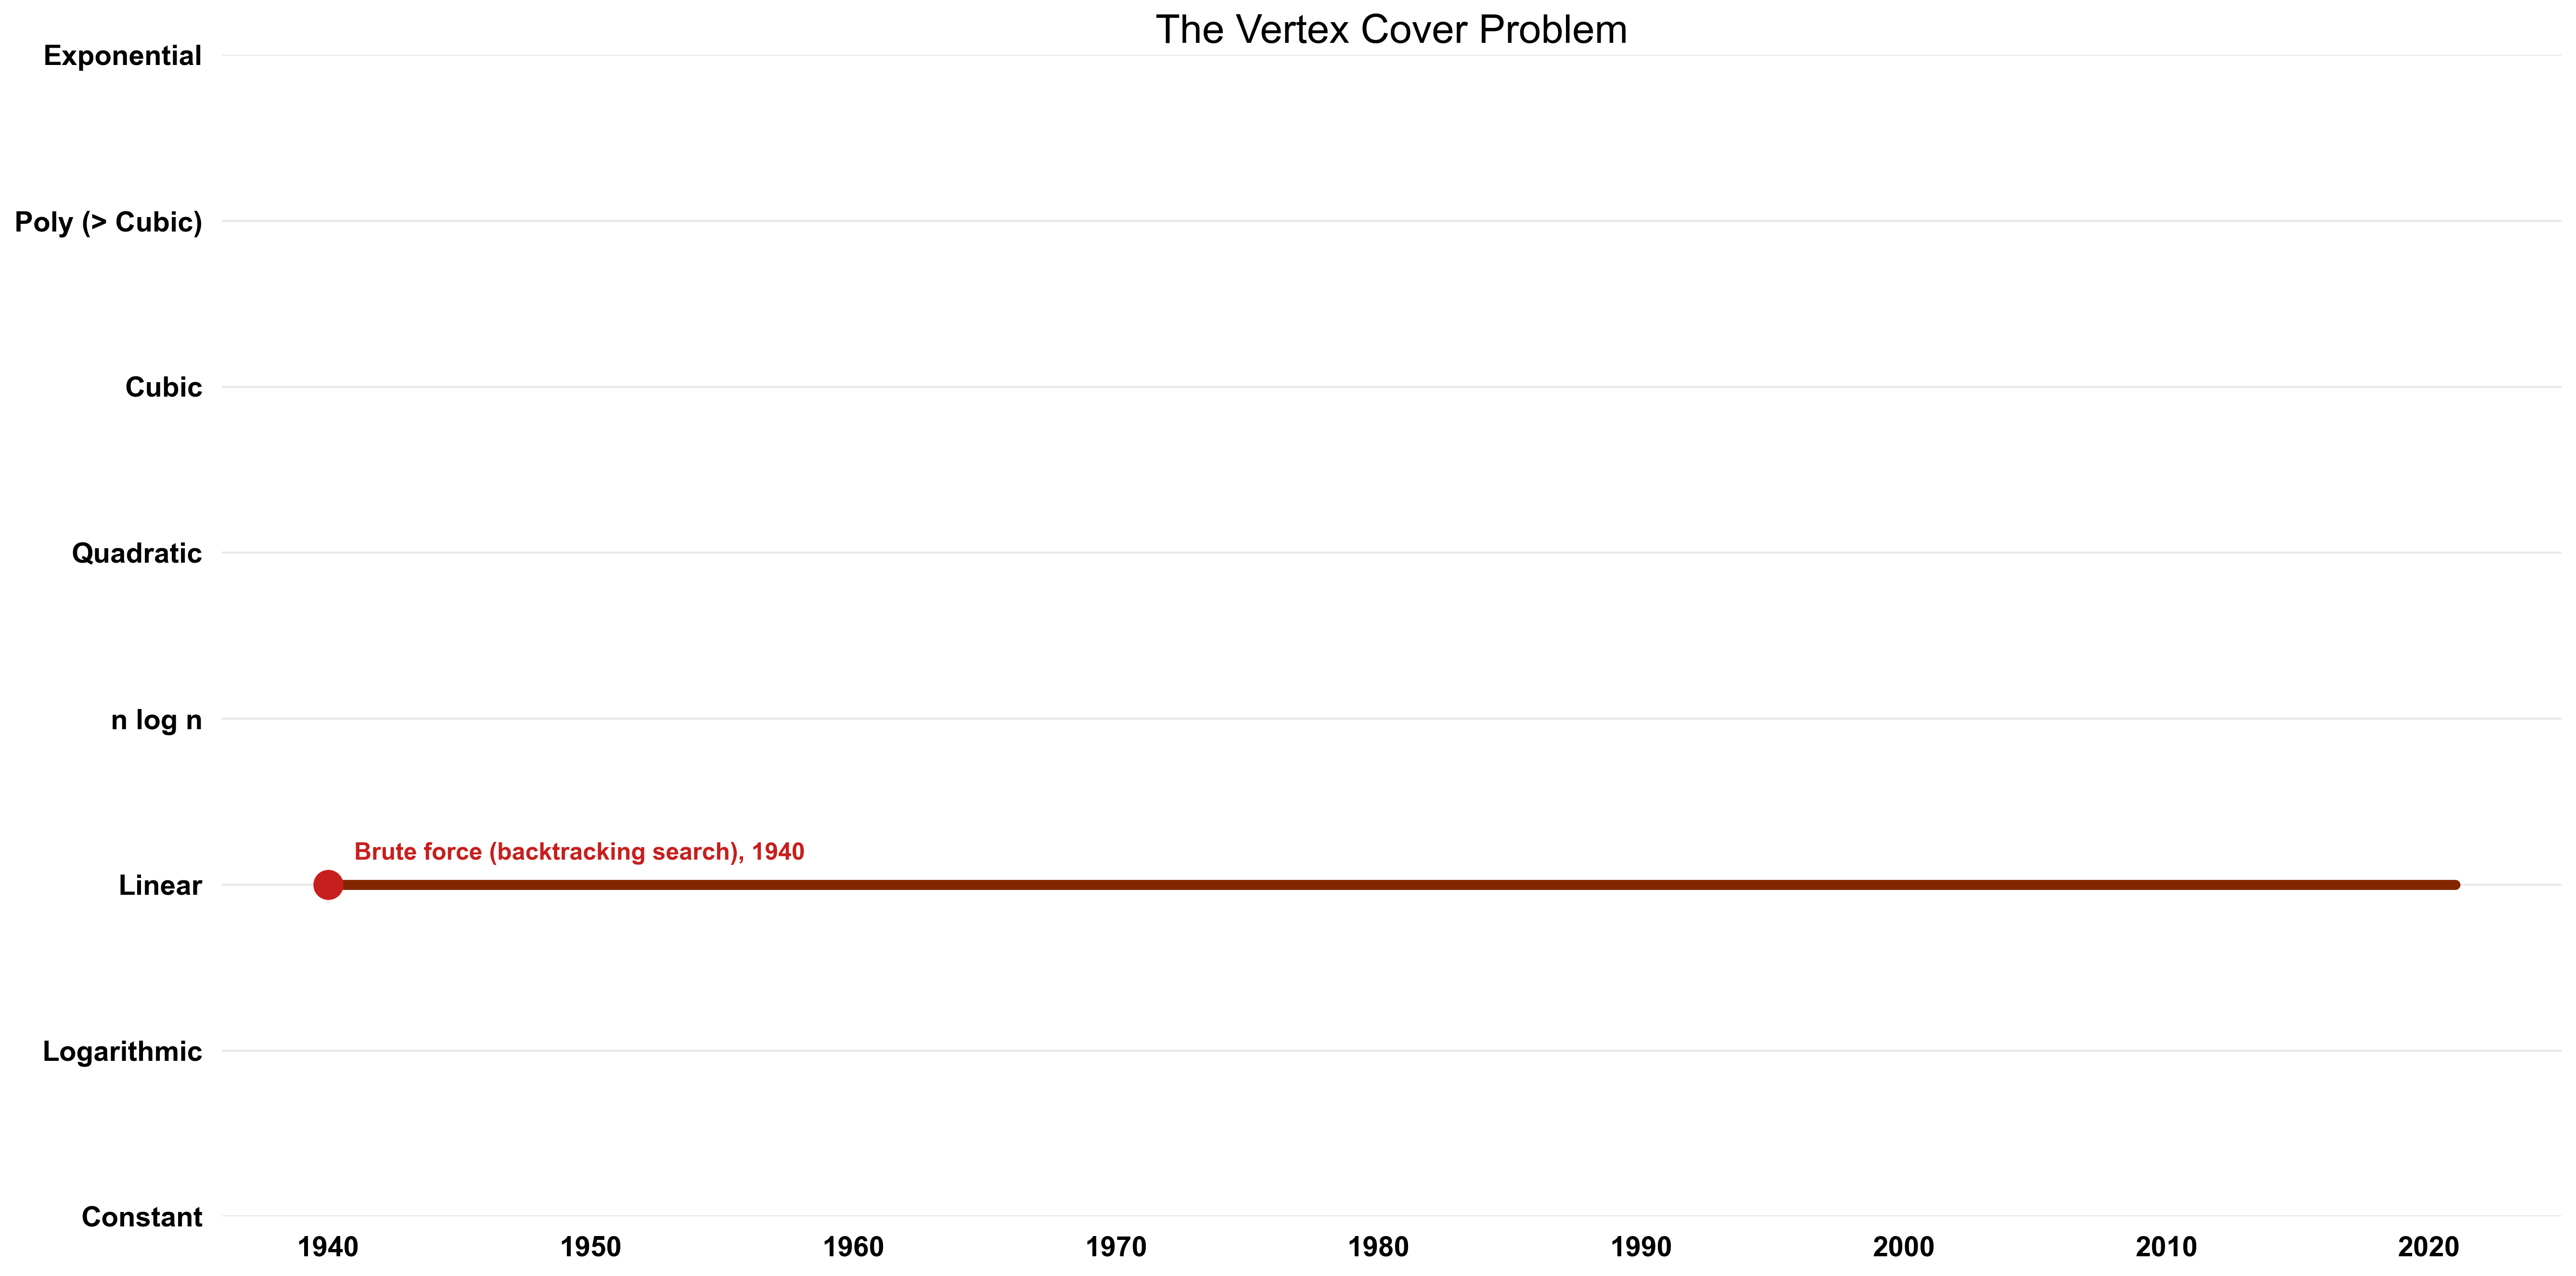 The Vertex Cover Problem
Exponential
Poly (> Cubic)
Cubic
Quadratic
n log n
Brute force (backtracking search), 1940
Linear
Logarithmic
Constant
1940 1950 1960 1970 1980 1990 2000 2010 2020